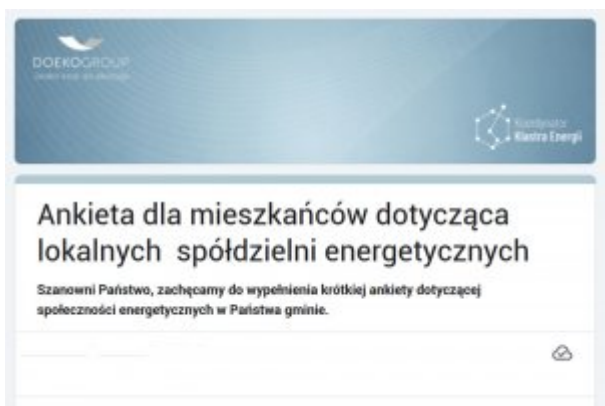 DOEKOGROUP
Koordynator
Klastra Energii
Ankieta dla mieszkańców dotycząca
lokalnych spółdzielni energetycznych
Szanowni Państwo, zachęcamy do wypełnienia krótkiej ankiety dotyczącej
społeczności energetycznych w Państwa gminie.